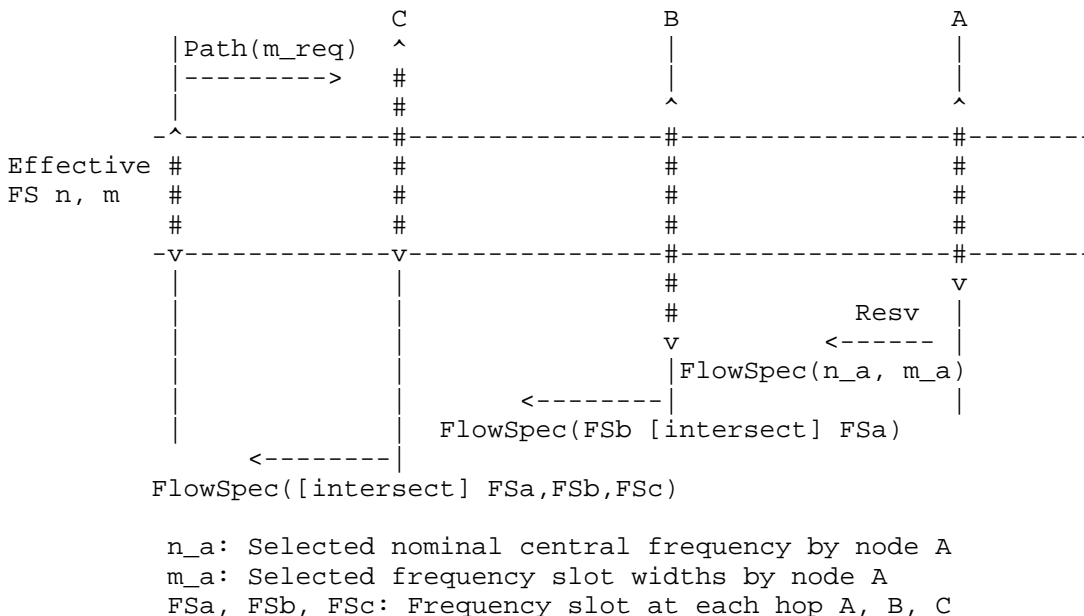 C                      B                       A
              |Path(m_req)   ^                      |                       |
              |--------->    #                      |                       |
              |              #                      ^                       ^
             -^--------------#----------------------#-----------------------#--------
Effective #              #                      #                       #
FS n, m   #              #                      #                       #
              #              #                      #                       #
             -v--------------v----------------------#-----------------------#--------
              |              |                      #                       v
              |              |                      #               Resv    |
              |              |                      v             <------   |
              |              |                      |FlowSpec(n_a, m_a)
              |              |          <--------|                       |
              |              |   FlowSpec(FSb [intersect] FSa)
                    <--------|
            FlowSpec([intersect] FSa,FSb,FSc)
n_a: Selected nominal central frequency by node A
m_a: Selected frequency slot widths by node A
FSa, FSb, FSc: Frequency slot at each hop A, B, C